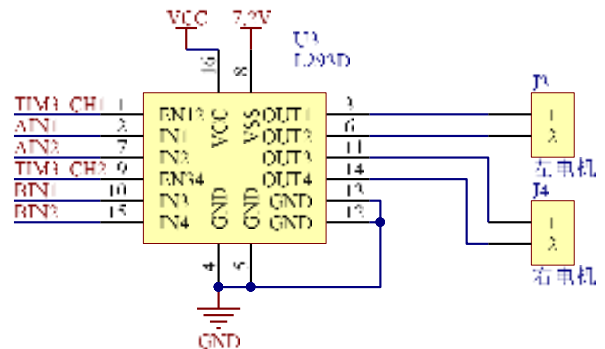 VCC 7.2V
U3
L293D
16 8
TIM3_CH1 1 EN12 VCC VSS OUT1 3
AIN1 2 IN1 OUT2 6
AIN2 7 IN2 OUT3 11
TIM3_CH2 9 EN34 OUT4 14
BIN1 10 IN3 GND GND GND 13
BIN2 15 IN4 GND 12
4 5
GND
J3
1
2
左电机
J4
1
2
右电机